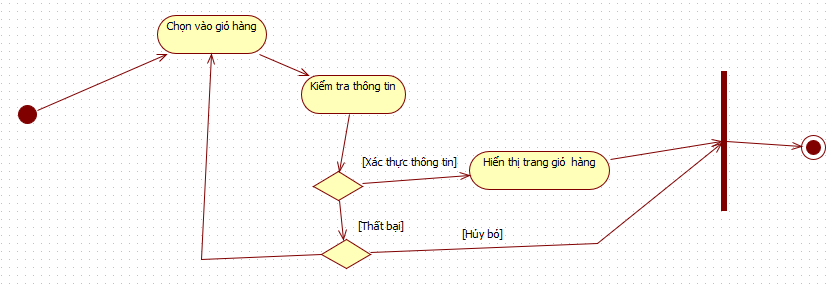 Chọn vào giỏ hàng
Kiểm tra thông tin
[Xác thực thông tin]
Hiển thị trang giỏ hàng
[Thất bại]
[Hủy bỏ]